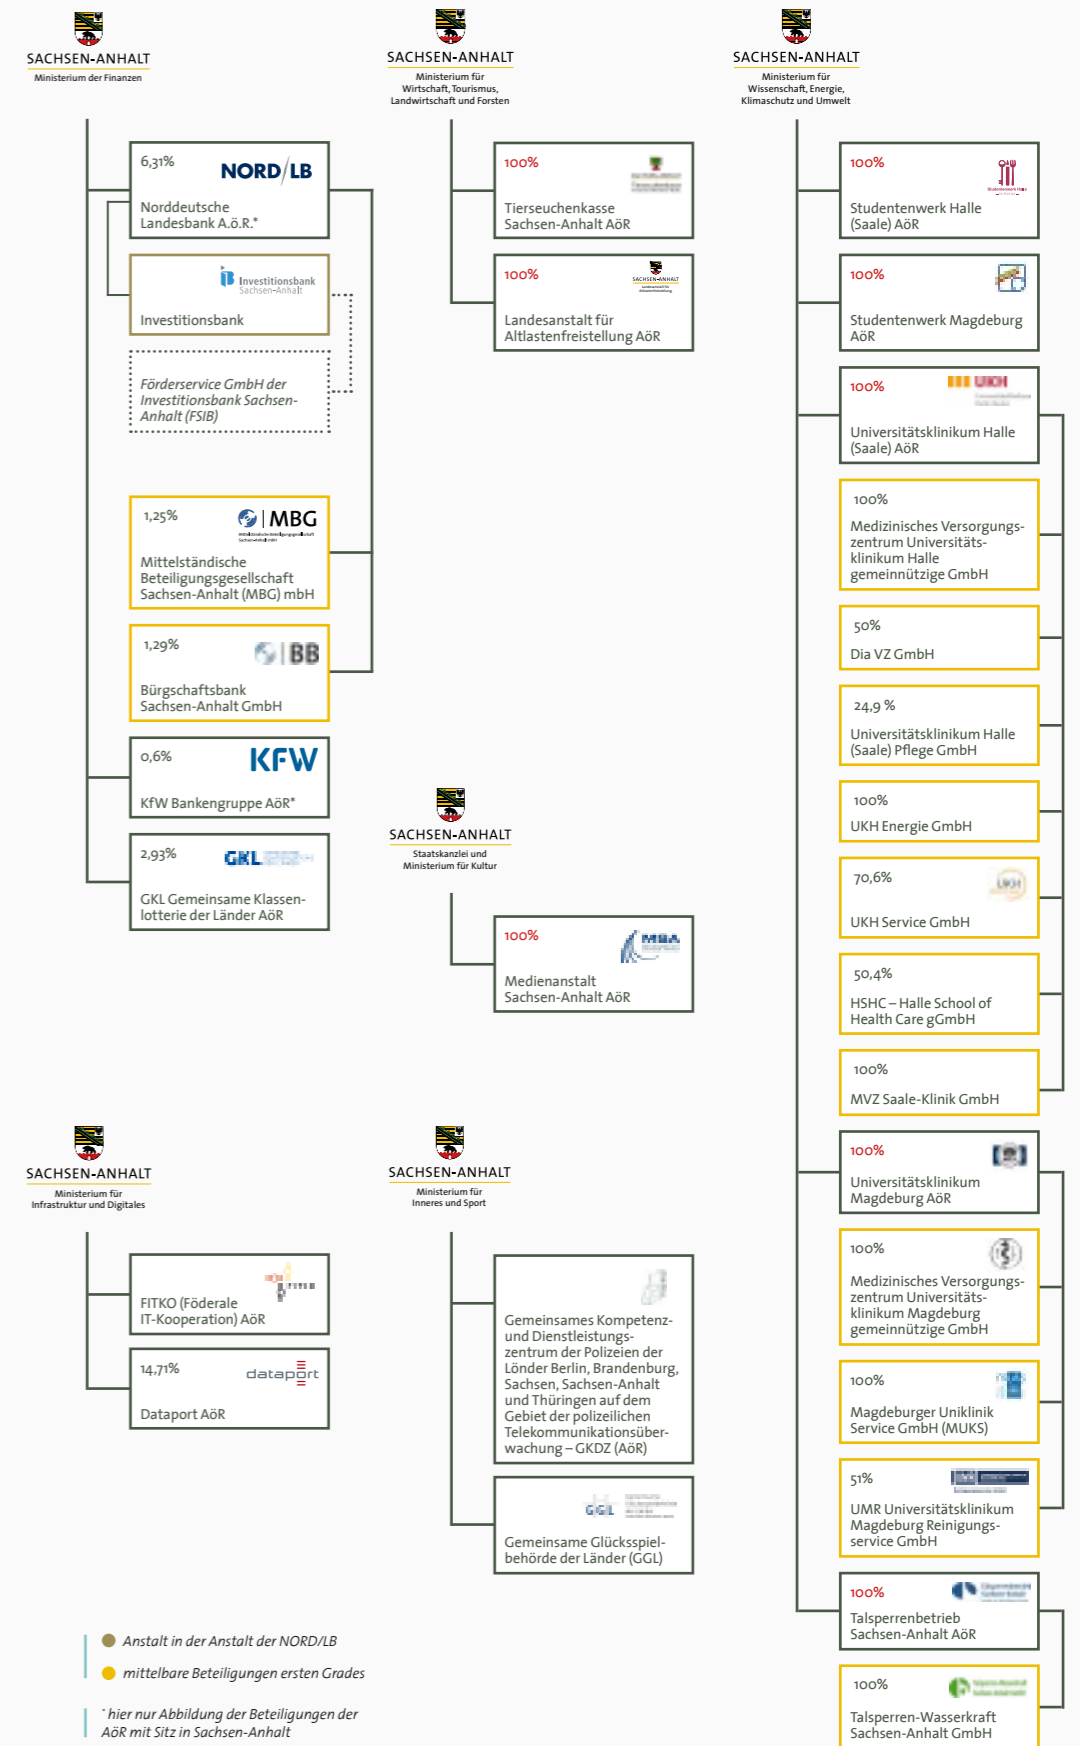 SACHSEN-ANHALT
Ministerium der Finanzen
6,31%
NORD/LB
Norddeutsche
Landesbank A.ö.R.*
Investitionsbank
Sachsen-Anhalt
Investitionsbank
Förderservice GmbH der
Investitionsbank Sachsen-
Anhalt (FSIB)
1,25%
MBG
Mittelständische Beteiligungsgesellschaft
Sachsen-Anhalt mbH
Mittelständische
Beteiligungsgesellschaft
Sachsen-Anhalt (MBG) mbH
1,29%
BB
Bürgschaftsbank
Sachsen-Anhalt GmbH
0,6%
KFW
KfW Bankengruppe AöR*
2,93%
GKL
GKL Gemeinsame Klassen-
lotterie der Länder AöR
SACHSEN-ANHALT
Ministerium für
Wirtschaft, Tourismus,
Landwirtschaft und Forsten
100%
Tierseuchenkasse
Sachsen-Anhalt AöR
100%
SACHSEN-ANHALT
Landesanstalt für
Altlastenfreistellung
Landesanstalt für
Altlastenfreistellung AöR
SACHSEN-ANHALT
Staatskanzlei und
Ministerium für Kultur
100%
MSA
Medienanstalt
Sachsen-Anhalt AöR
SACHSEN-ANHALT
Ministerium für
Wissenschaft, Energie,
Klimaschutz und Umwelt
100%
Studentenwerk Halle
Studentenwerk Halle
(Saale) AöR
100%
Studentenwerk Magdeburg
AöR
100%
UKH
Universitätsklinikum Halle
(Saale) AöR
100%
Medizinisches Versorgungs-
zentrum Universitäts-
klinikum Halle
gemeinnützige GmbH
50%
Dia VZ GmbH
24,9 %
Universitätsklinikum Halle
(Saale) Pflege GmbH
100%
UKH Energie GmbH
70,6%
UKH
UKH Service GmbH
50,4%
HSHC – Halle School of
Health Care gGmbH
100%
MVZ Saale-Klinik GmbH
100%
Universitätsklinikum
Magdeburg AöR
100%
Medizinisches Versorgungs-
zentrum Universitäts-
klinikum Magdeburg
gemeinnützige GmbH
100%
Magdeburger Uniklinik
Service GmbH (MUKS)
51%
UMR Universitätsklinikum
Magdeburg Reinigungs-
service GmbH
100%
Talsperrenbetrieb
Sachsen-Anhalt AöR
100%
Talsperren-Wasserkraft
Sachsen-Anhalt GmbH
SACHSEN-ANHALT
Ministerium für
Infrastruktur und Digitales
FITKO
FITKO (Föderale
IT-Kooperation) AöR
14,71%
dataport
Dataport AöR
SACHSEN-ANHALT
Ministerium für
Inneres und Sport
Gemeinsames Kompetenz-
und Dienstleistungs-
zentrum der Polizeien der
Lönder Berlin, Brandenburg,
Sachsen, Sachsen-Anhalt
und Thüringen auf dem
Gebiet der polizeilichen
Telekommunikationsüber-
wachung – GKDZ (AöR)
GGL
Gemeinsame Glücksspiel-
behörde der Länder (GGL)
Anstalt in der Anstalt der NORD/LB
mittelbare Beteiligungen ersten Grades
* hier nur Abbildung der Beteiligungen der
AöR mit Sitz in Sachsen-Anhalt